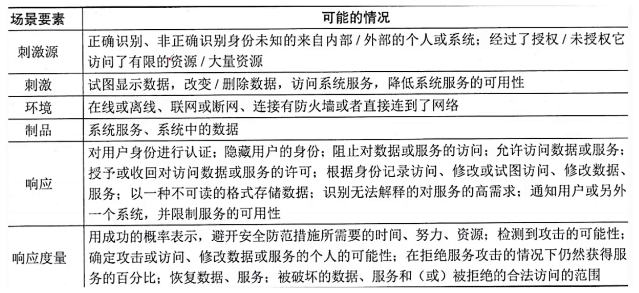 场景要素 可能的情况
刺激源 正确识别、非正确识别身份未知的来自内部/外部的个人或系统；经过了授权/未授权它
访问了有限的资源/大量资源
刺激 试图显示数据，改变/删除数据，访问系统服务，降低系统服务的可用性
环境 在线或离线、联网或断网、连接有防火墙或者直接连到了网络
制品 系统服务、系统中的数据
响应 对用户身份进行认证；隐藏用户的身份；阻止对数据或服务的访问；允许访问数据或服务；
授予或收回对访问数据或服务的许可；根据身份记录访问、修改或试图访问、修改数据、
服务；以一种不可读的格式存储数据；识别无法解释的对服务的高需求；通知用户或另外
一个系统，并限制服务的可用性
响应度量 用成功的概率表示，避开安全防范措施所需要的时间、努力、资源；检测到攻击的可能性；
确定攻击或访问、修改数据或服务的个人的可能性；在拒绝服务攻击的情况下仍然获得服
务的百分比；恢复数据、服务；被破坏的数据、服务和（或）被拒绝的合法访问的范围